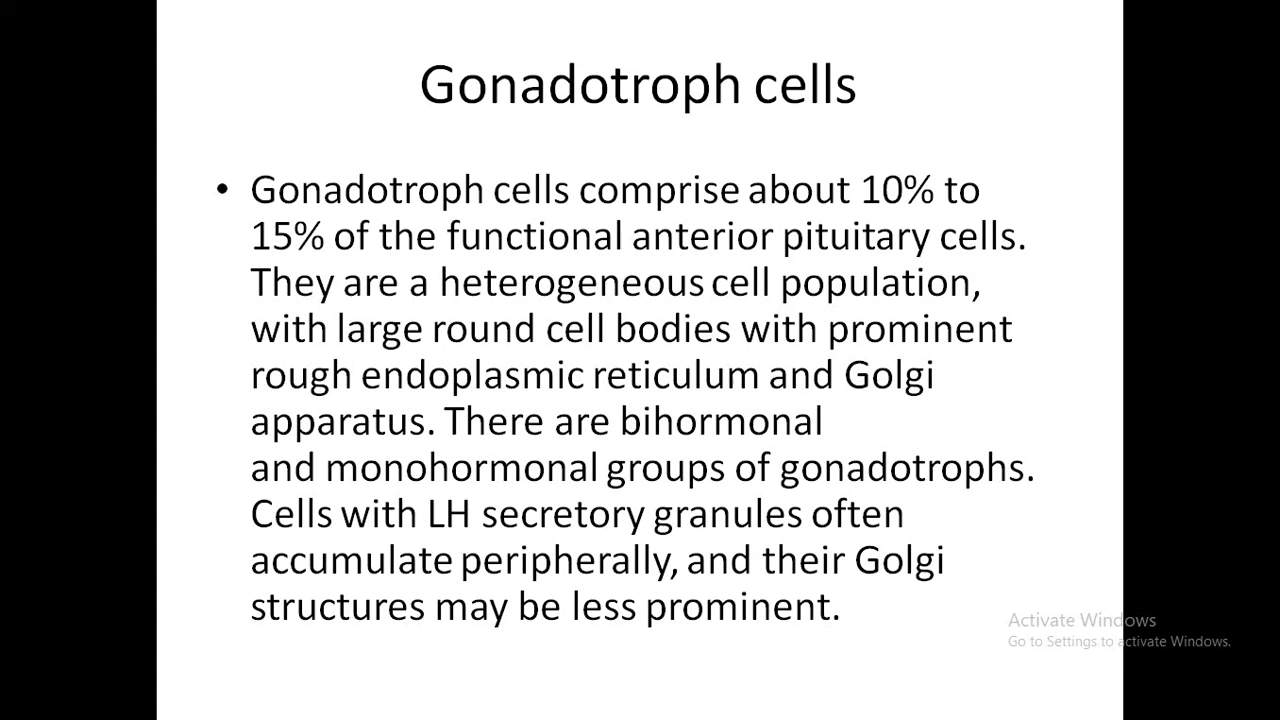 Gonadotroph cells
• Gonadotroph cells comprise about 10% to
15% of the functional anterior pituitary cells.
They are a heterogeneous cell population,
with large round cell bodies with prominent
rough endoplasmic reticulum and Golgi
apparatus. There are bihormonal
and monohormonal groups of gonadotrophs.
Cells with LH secretory granules often
accumulate peripherally, and their Golgi
structures may be less prominent.
Activate Windows
Go to Settings to activate Windows.